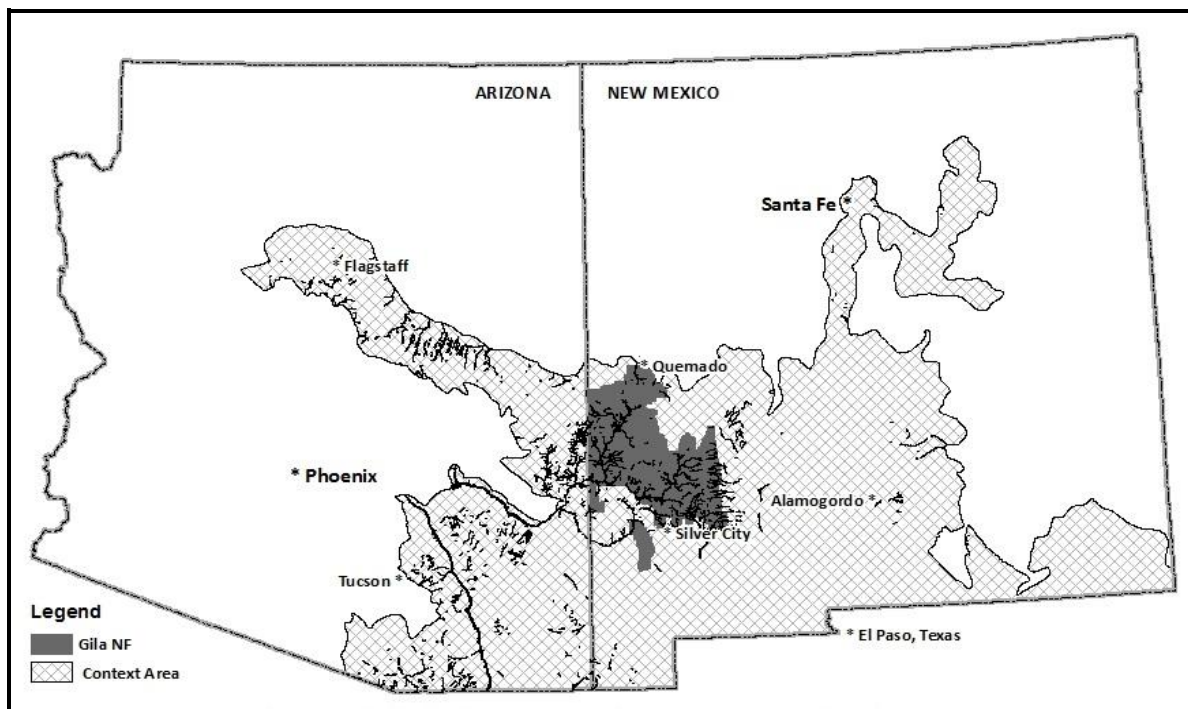 ARIZONA
NEW MEXICO
Santa Fe *
* Flagstaff
* Quemado
* Phoenix
Alamogordo *
* Silver City
Tucson *
Legend
Gila NF
Context Area
* El Paso, Texas